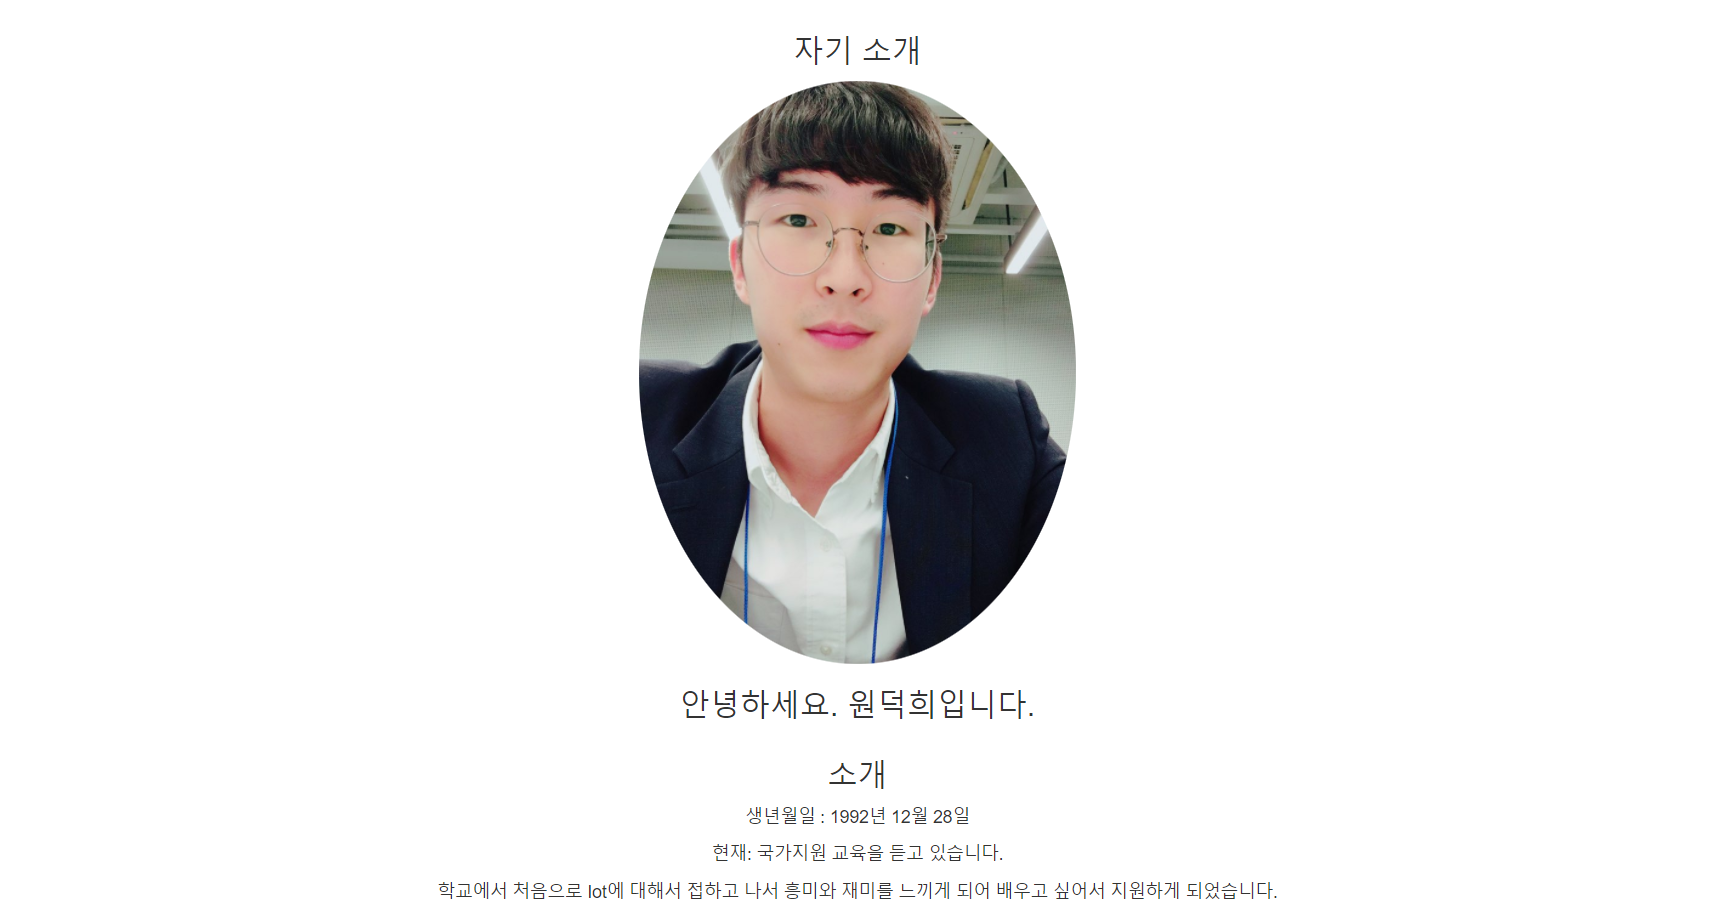 자기 소개
안녕하세요. 원덕희입니다.
소개
생년월일 : 1992년 12월 28일
현재: 국가지원 교육을 듣고 있습니다.
학교에서 처음으로 Iot에 대해서 접하고 나서 흥미와 재미를 느끼게 되어 배우고 싶어서 지원하게 되었습니다.